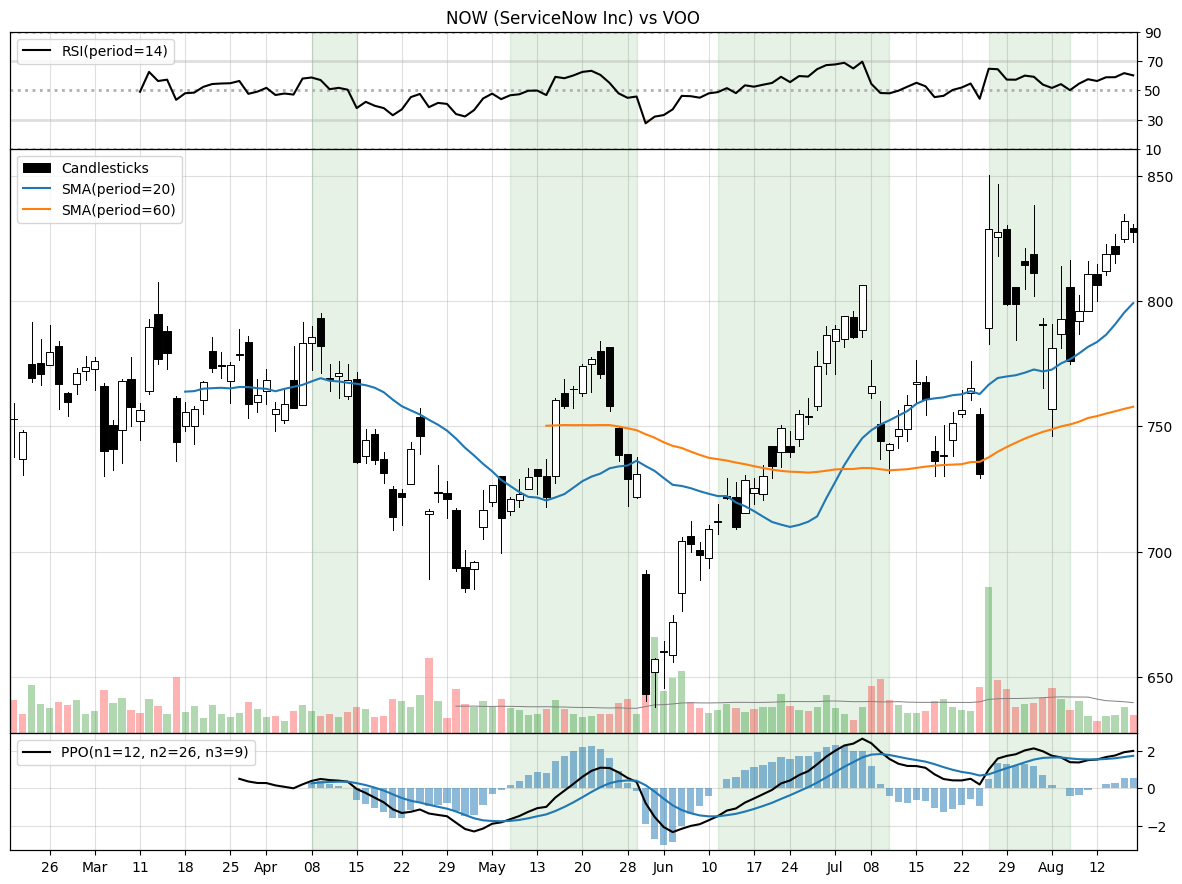 NOW (ServiceNow Inc) vs VOO
RSI(period=14)
90
70
50
30
10
Candlesticks
SMA(period=20)
SMA(period=60)
850
800
750
700
650
PPO(n1=12, n2=26, n3=9)
2
0
−2
26 Mar 11 18 25 Apr 08 15 22 29 May 13 20 28 Jun 10 17 24 Jul 08 15 22 29 Aug 12